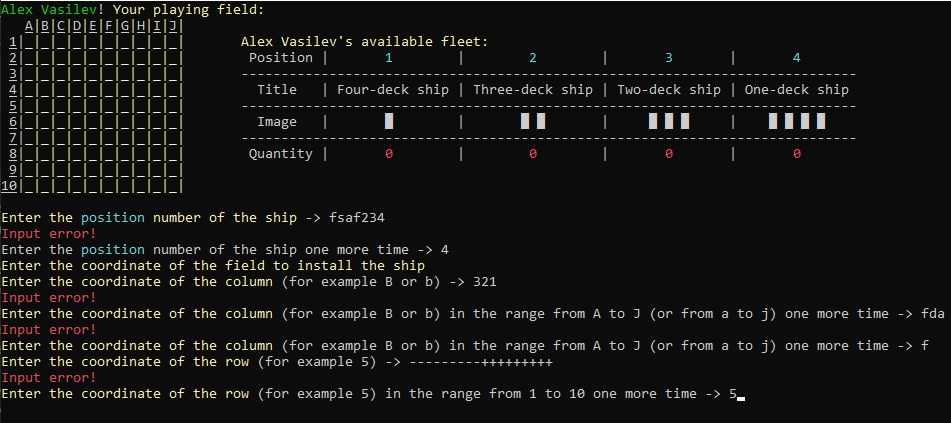 Alex Vasilev! Your playing field:
A|B|C|D|E|F|G|H|I|J|
1|_|_|_|_|_|_|_|_|_|_| Alex Vasilev's available fleet:
2|_|_|_|_|_|_|_|_|_|_| Position | 1 | 2 | 3 | 4
3|_|_|_|_|_|_|_|_|_|_| -----------------------------------------------------------------------------
4|_|_|_|_|_|_|_|_|_|_| Title | Four-deck ship | Three-deck ship | Two-deck ship | One-deck ship
5|_|_|_|_|_|_|_|_|_|_| -----------------------------------------------------------------------------
6|_|_|_|_|_|_|_|_|_|_| Image | █ | █ █ | █ █ █ | █ █ █ █
7|_|_|_|_|_|_|_|_|_|_| -----------------------------------------------------------------------------
8|_|_|_|_|_|_|_|_|_|_| Quantity | 0 | 0 | 0 | 0
9|_|_|_|_|_|_|_|_|_|_|
10|_|_|_|_|_|_|_|_|_|_|
Enter the position number of the ship -> fsaf234
Input error!
Enter the position number of the ship one more time -> 4
Enter the coordinate of the field to install the ship
Enter the coordinate of the column (for example B or b) -> 321
Input error!
Enter the coordinate of the column (for example B or b) in the range from A to J (or from a to j) one more time -> fda
Input error!
Enter the coordinate of the column (for example B or b) in the range from A to J (or from a to j) one more time -> f
Enter the coordinate of the row (for example 5) -> ---------+++++++++
Input error!
Enter the coordinate of the row (for example 5) in the range from 1 to 10 one more time -> 5